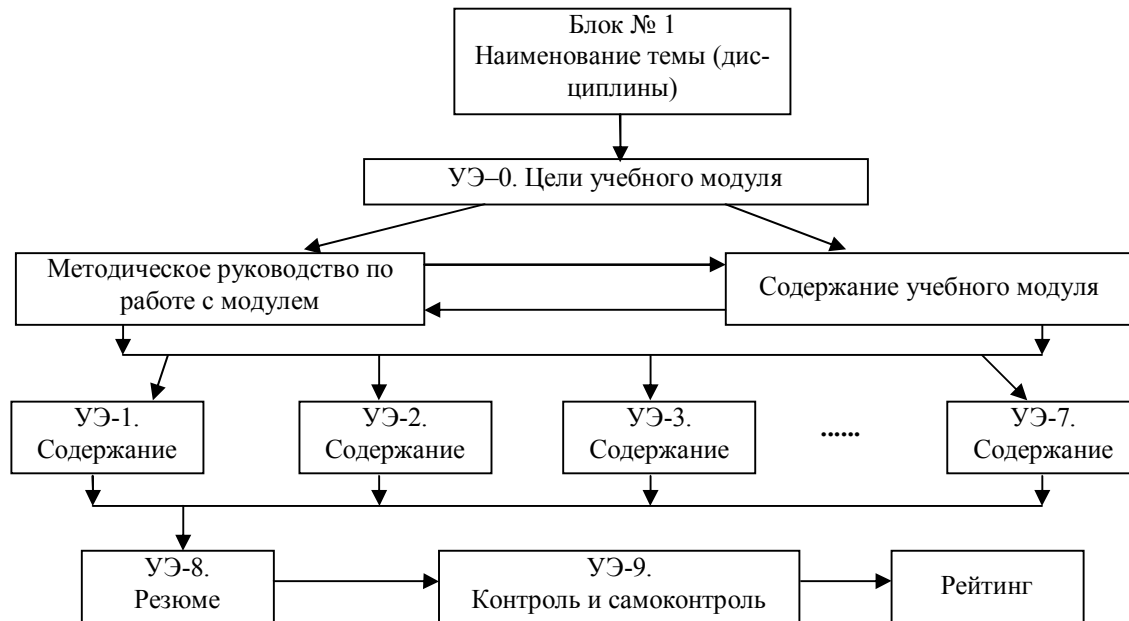 Блок № 1
Наименование темы (дис-
циплины)
УЭ–0. Цели учебного модуля
Методическое руководство по
работе с модулем
Содержание учебного модуля
УЭ-1.
Содержание
УЭ-2.
Содержание
УЭ-3.
Содержание
......
УЭ-7.
Содержание
УЭ-8.
Резюме
УЭ-9.
Контроль и самоконтроль
Рейтинг